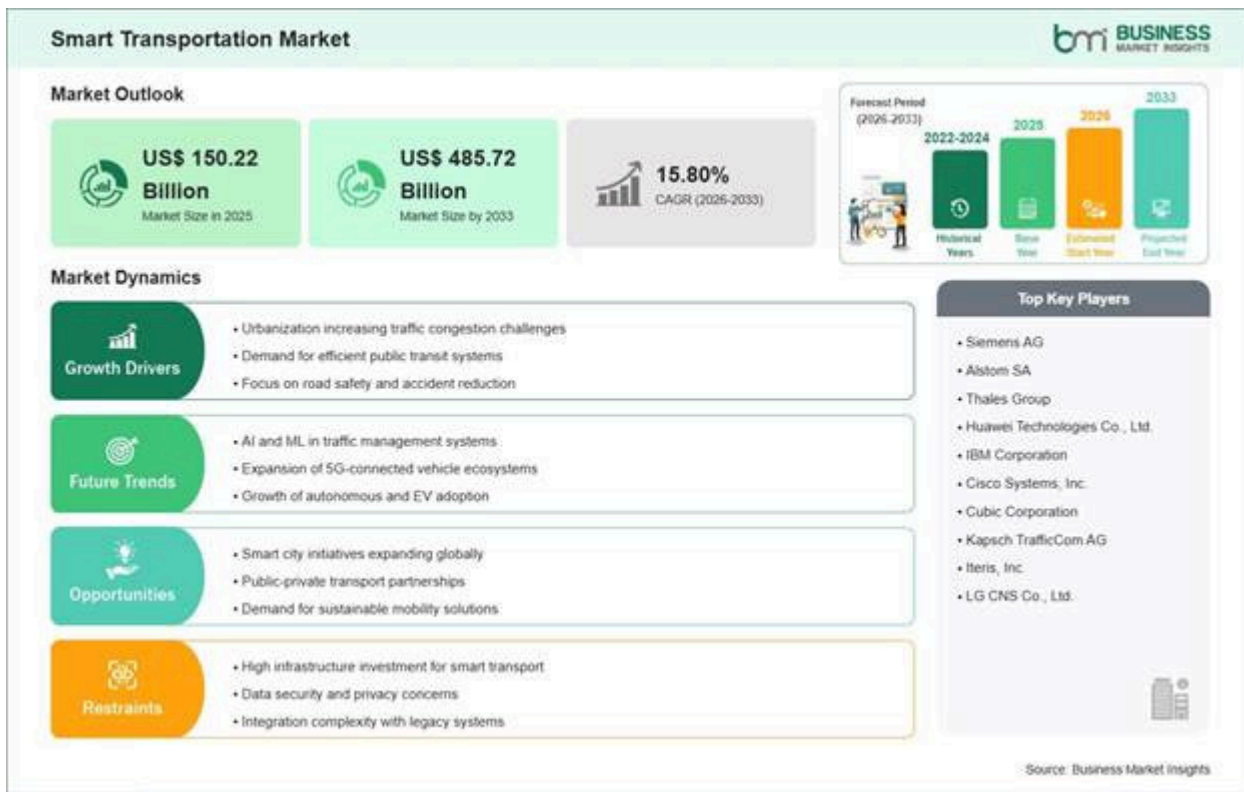 Smart Transportation Market
bmi BUSINESS
MARKET INSIGHTS
Market Outlook
US$ 150.22
Billion
Market Size in 2025
US$ 485.72
Billion
Market Size by 2033
15.80%
CAGR (2026-2033)
Forecast Period
(2026-2033)
2022-2024
2025
2026
2033
Historical
Years
Base
Year
Estimated
Start Year
Projected
End Year
Market Dynamics
Growth Drivers
• Urbanization increasing traffic congestion challenges
• Demand for efficient public transit systems
• Focus on road safety and accident reduction
Future Trends
• AI and ML in traffic management systems
• Expansion of 5G-connected vehicle ecosystems
• Growth of autonomous and EV adoption
Opportunities
• Smart city initiatives expanding globally
• Public-private transport partnerships
• Demand for sustainable mobility solutions
Restraints
• High infrastructure investment for smart transport
• Data security and privacy concerns
• Integration complexity with legacy systems
Top Key Players
• Siemens AG
• Alstom SA
• Thales Group
• Huawei Technologies Co., Ltd.
• IBM Corporation
• Cisco Systems, Inc.
• Cubic Corporation
• Kapsch TrafficCom AG
• Iteris, Inc.
• LG CNS Co., Ltd.
Source: Business Market Insights